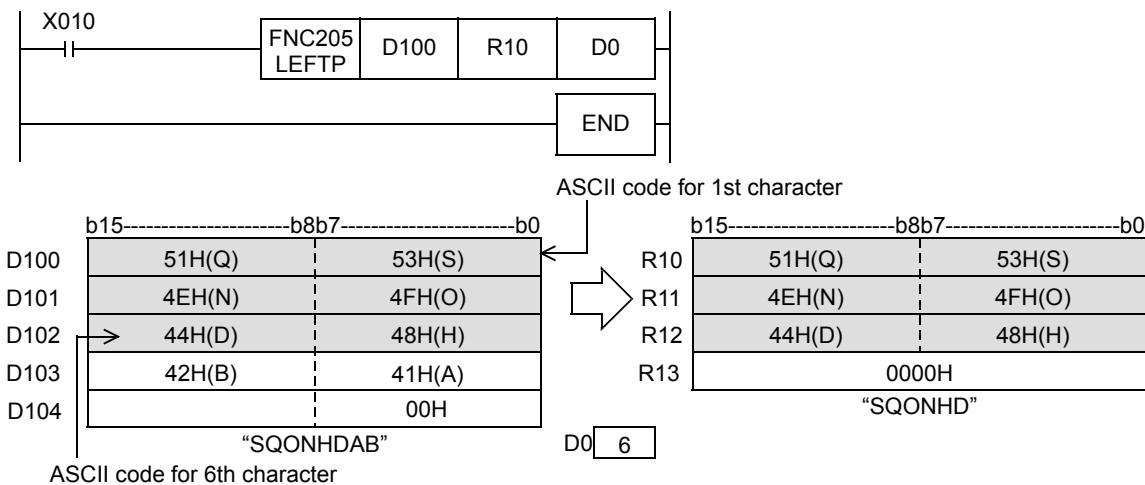 X010
FNC205 LEFTP D100 R10 D0
END
ASCII code for 1st character
b15-----------------------b8b7-----------------------b0 b15-----------------------b8b7-----------------------b0
D100 51H(Q) 53H(S) R10 51H(Q) 53H(S)
D101 4EH(N) 4FH(O) R11 4EH(N) 4FH(O)
D102 44H(D) 48H(H) R12 44H(D) 48H(H)
D103 42H(B) 41H(A) R13 0000H
D104 00H “SQONHD”
“SQONHDAB” D0 6
ASCII code for 6th character